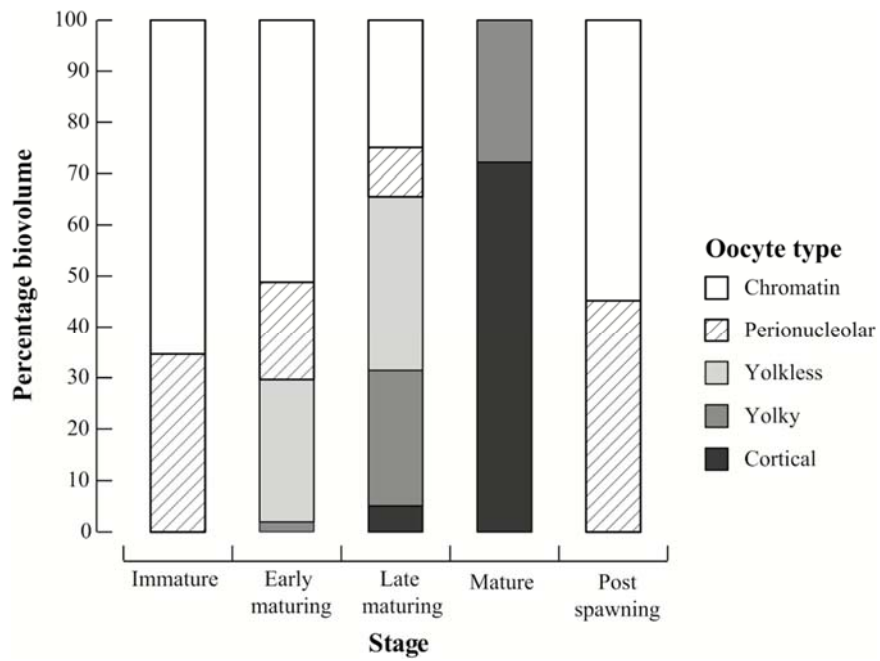 100
90
80
70
60
50
40
30
20
10
0
Percentage biovolume
Immature
Early
maturing
Late
maturing
Mature
Post
spawning
Stage
Oocyte type
Chromatin
Perionucleolar
Yolkless
Yolky
Cortical